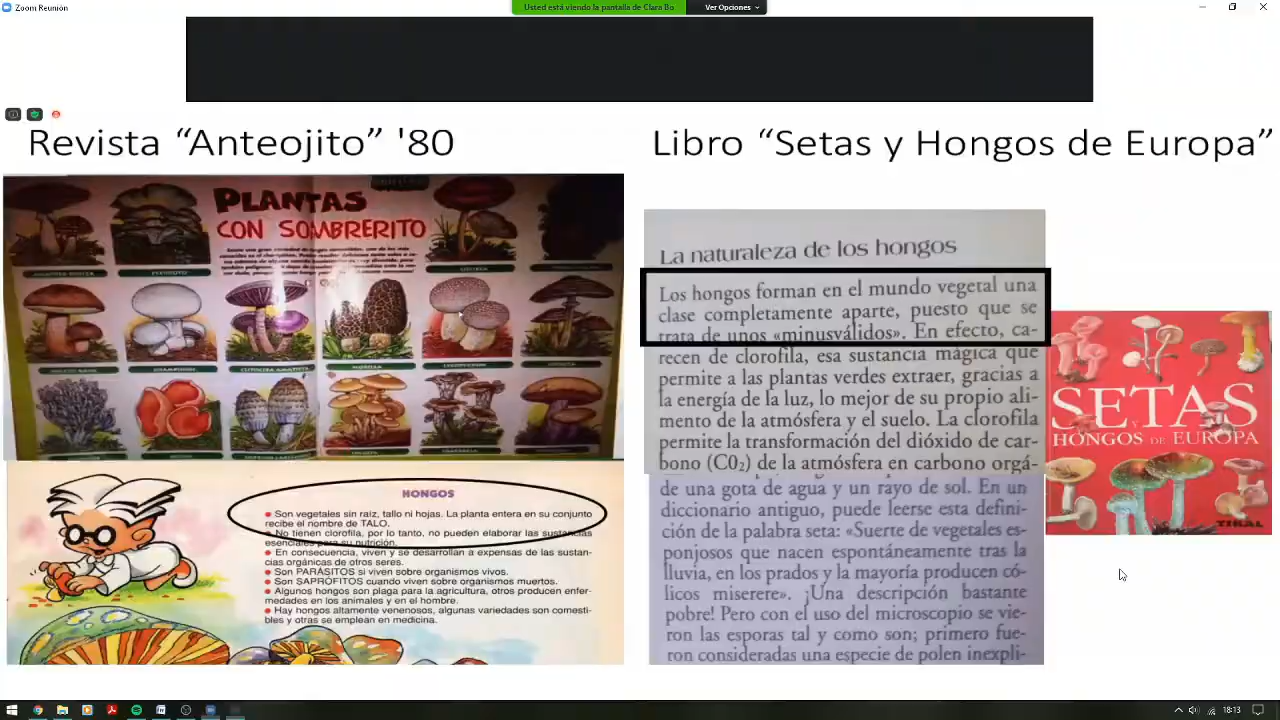 Zoom Reunión
Usted está viendo la pantalla de Clara Bo
Ver Opciones
Revista “Anteojito” '80
Libro “Setas y Hongos de Europa”
PLANTAS
CON SOMBRERITO
HONGOS
Son vegetales sin raíz, tallo ni hojas. La planta entera en su conjunto
recibe el nombre de TALO.
No tienen clorofila, por lo tanto, no pueden elaborar las sustancias
esenciales para su nutrición.
En consecuencia, viven y se desarrollan a expensas de las sustan-
cias orgánicas de otros seres.
Son PARÁSITOS si viven sobre organismos vivos.
Son SAPRÓFITOS cuando viven sobre organismos muertos.
Algunos hongos son plaga para la agricultura, otros producen enfer-
medades en los animales y en el hombre.
Hay hongos altamente venenosos, algunas variedades son comesti-
bles y otras se emplean en medicina.
La naturaleza de los hongos
Los hongos forman en el mundo vegetal una
clase completamente aparte, puesto que se
trata de unos «minusválidos». En efecto, ca-
recen de clorofila, esa sustancia mágica que
permite a las plantas verdes extraer, gracias a
la energía de la luz, lo mejor de su propio ali-
mento de la atmósfera y el suelo. La clorofila
permite la transformación del dióxido de car-
bono (CO₂) de la atmósfera en carbono orgá-
de una gota de agua y un rayo de sol. En un
diccionario antiguo, puede leerse esta defini-
ción de la palabra seta: «Suerte de vegetales es-
ponjosos que nacen espontáneamente tras la
lluvia, en los prados y la mayoría producen có-
licos miserere». ¡Una descripción bastante
pobre! Pero con el uso del microscopio se vie-
ron las esporas tal y como son; primero fue-
ron consideradas una especie de polen inexpli-
SETAS
Y
HONGOS DE EUROPA
TIKAL
18:13